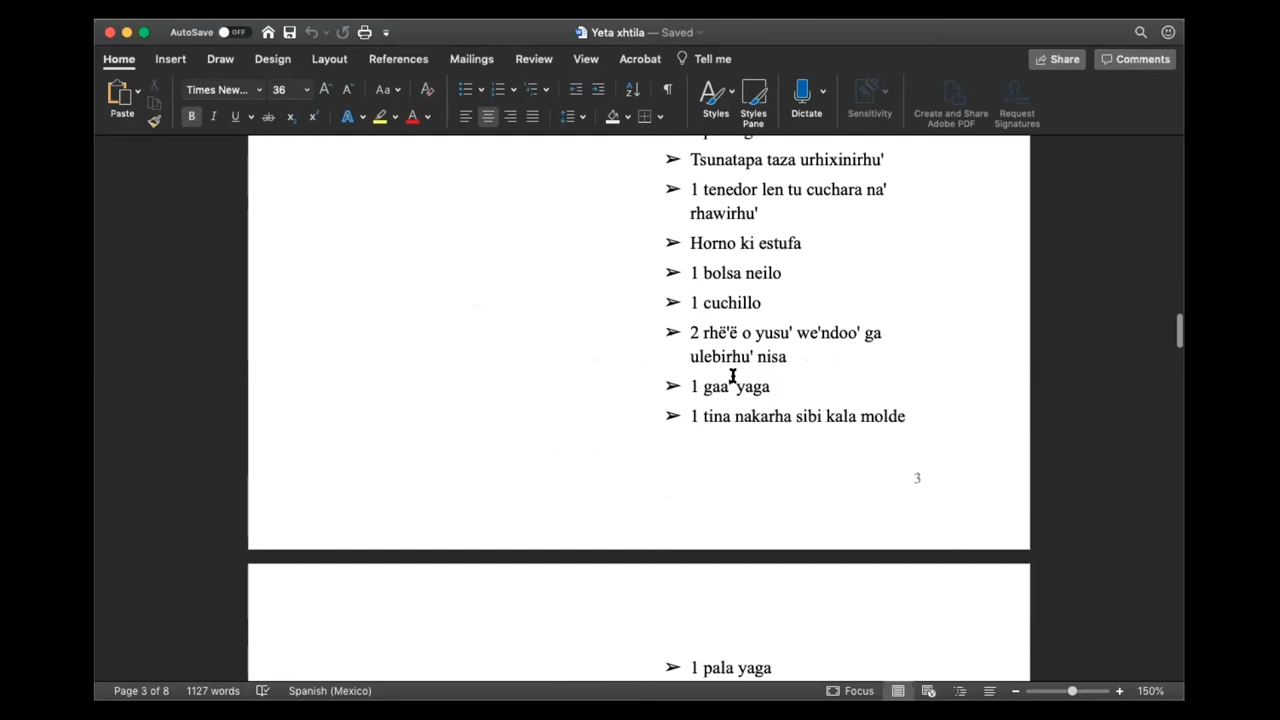 AutoSave OFF
Yeta xhtila — Saved
Home Insert Draw Design Layout References Mailings Review View Acrobat Tell me Share Comments
Paste
Times New... 36
Aa
Styles
Styles Pane
Dictate
Sensitivity
Create and Share Adobe PDF
Request Signatures
➢ Tsunatapa taza urhixinirhu'
➢ 1 tenedor len tu cuchara na'
rhawirhu'
➢ Horno ki estufa
➢ 1 bolsa neilo
➢ 1 cuchillo
➢ 2 rhë'ë o yusu' we'ndoo' ga
ulebirhu' nisa
➢ 1 gaa' yaga
➢ 1 tina nakarha sibi kala molde
3
➢ 1 pala yaga
Page 3 of 8 1127 words Spanish (Mexico) Focus 150%